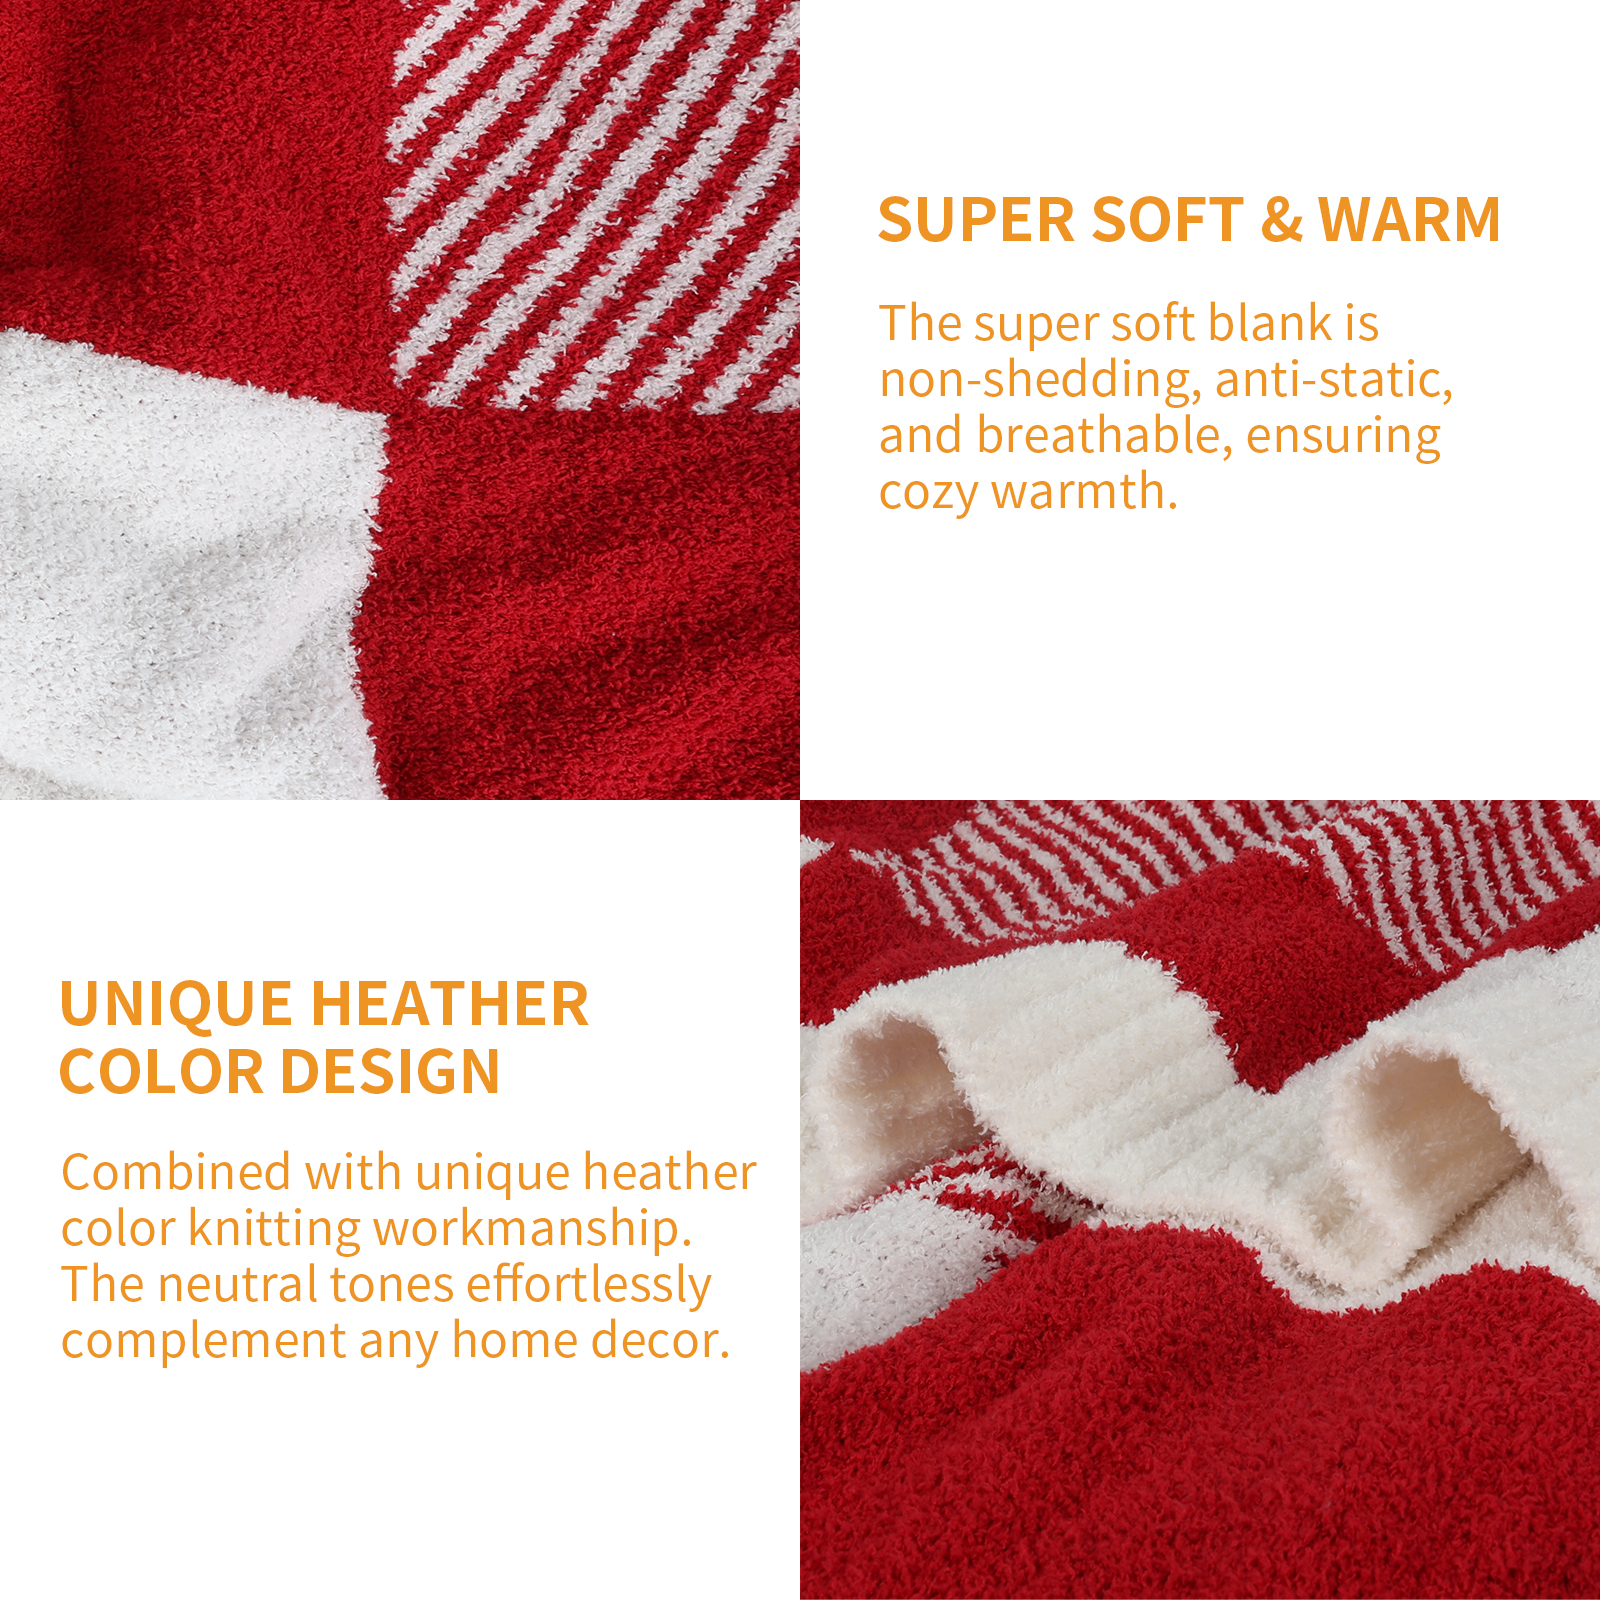 SUPER SOFT & WARM
The super soft blank is
non-shedding, anti-static,
and breathable, ensuring
cozy warmth.
UNIQUE HEATHER
COLOR DESIGN
Combined with unique heather
color knitting workmanship.
The neutral tones effortlessly
complement any home decor.